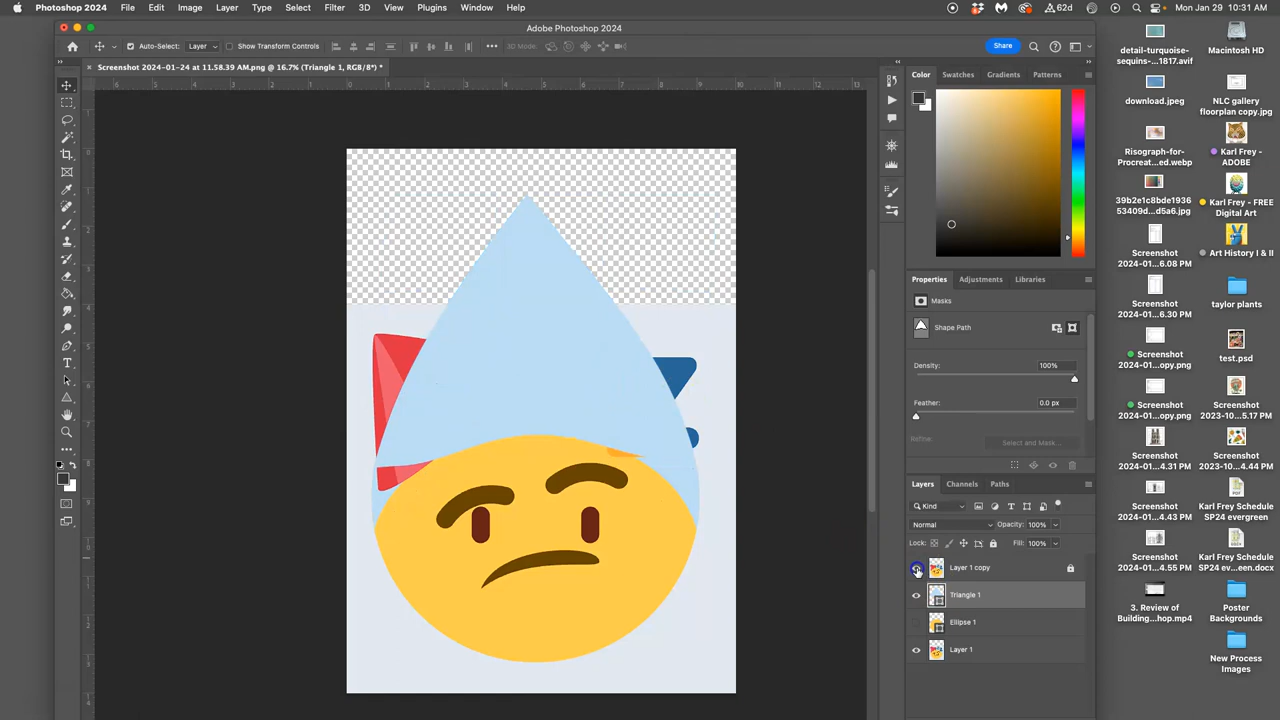 Photoshop 2024 File Edit Image Layer Type Select Filter 3D View Plugins Window Help 62d Mon Jan 29 10:31 AM
Adobe Photoshop 2024
Auto-Select: Layer Show Transform Controls 3D Mode: Share
Screenshot 2024-01-24 at 11.58.39 AM.png @ 16.7% (Triangle 1, RGB/8*) *
Color Swatches Gradients Patterns
Properties Adjustments Libraries
Masks
Shape Path
Density: 100%
Feather: 0.0 px
Refine: Select and Mask...
Layers Channels Paths
Kind
Normal Opacity: 100%
Lock: Fill: 100%
Layer 1 copy
Triangle 1
Ellipse 1
Layer 1
detail-turquoise-
sequins-...1817.avif
Macintosh HD
download.jpeg
NLC gallery
floorplan copy.jpg
Risograph-for-
Procreat...ed.webp
Karl Frey -
ADOBE
39b2e1c8bde1936
53409d...d5a6.jpg
Karl Frey - FREE
Digital Art
Screenshot
2024-01...6.08 PM
Art History I & II
Screenshot
2024-01...6.30 PM
taylor plants
Screenshot
2024-01...opy.png
test.psd
Screenshot
2024-01...opy.png
Screenshot
2023-10...5.17 PM
Screenshot
2024-01...4.31 PM
Screenshot
2023-10...4.44 PM
Screenshot
2024-01...4.43 PM
Karl Frey Schedule
SP24 evergreen
Screenshot
2024-01...4.55 PM
Karl Frey Schedule
SP24 ev...een.docx
3. Review of
Building...hop.mp4
Poster
Backgrounds
New Process
Images